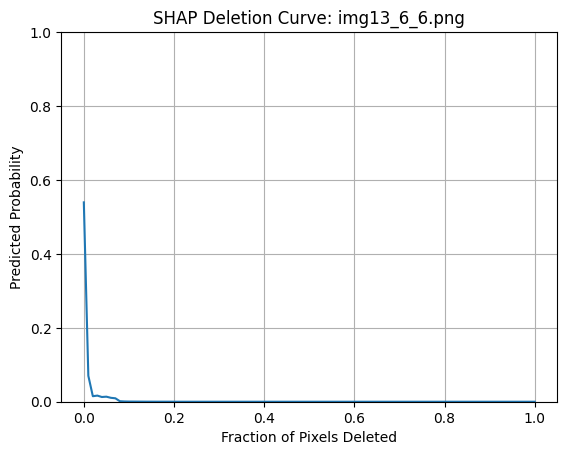 SHAP Deletion Curve: img13_6_6.png
1.0
0.8
0.6
0.4
0.2
0.0
Predicted Probability
0.0 0.2 0.4 0.6 0.8 1.0
Fraction of Pixels Deleted